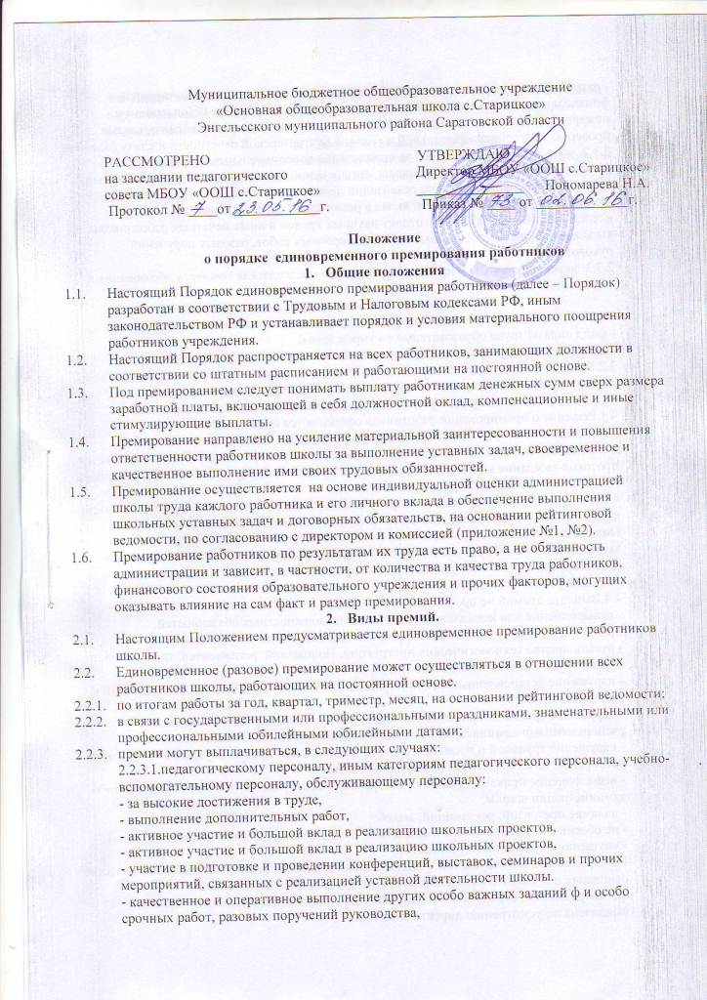 Муниципальное бюджетное общеобразовательное учреждение
«Основная общеобразовательная школа с.Старицкое»
Энгельсского муниципального района Саратовской области
РАССМОТРЕНО
на заседании педагогического
совета МБОУ «ООШ с.Старицкое»
Протокол № 7 от 23.05.16 г.
УТВЕРЖДАЮ
Директор МБОУ «ООШ с.Старицкое»
Пономарева Н.А.
Приказ № 73 от 02.06.16 г.
Положение
о порядке единовременного премирования работников
1. Общие положения
1.1. Настоящий Порядок единовременного премирования работников (далее – Порядок)
разработан в соответствии с Трудовым и Налоговым кодексами РФ, иным
законодательством РФ и устанавливает порядок и условия материального поощрения
работников учреждения.
1.2. Настоящий Порядок распространяется на всех работников, занимающих должности в
соответствии со штатным расписанием и работающими на постоянной основе.
1.3. Под премированием следует понимать выплату работникам денежных сумм сверх размера
заработной платы, включающей в себя должностной оклад, компенсационные и иные
стимулирующие выплаты.
1.4. Премирование направлено на усиление материальной заинтересованности и повышения
ответственности работников школы за выполнение уставных задач, своевременное и
качественное выполнение ими своих трудовых обязанностей.
1.5. Премирование осуществляется на основе индивидуальной оценки администрацией
школы труда каждого работника и его личного вклада в обеспечение выполнения
школьных уставных задач и договорных обязательств, на основании рейтинговой
ведомости, по согласованию с директором и комиссией (приложение №1, №2).
1.6. Премирование работников по результатам их труда есть право, а не обязанность
администрации и зависит, в частности, от количества и качества труда работников,
финансового состояния образовательного учреждения и прочих факторов, могущих
оказывать влияние на сам факт и размер премирования.
2. Виды премий.
2.1. Настоящим Положением предусматривается единовременное премирование работников
школы.
2.2. Единовременное (разовое) премирование может осуществляться в отношении всех
работников школы, работающих на постоянной основе.
2.2.1. по итогам работы за год, квартал, триместр, месяц, на основании рейтинговой ведомости;
2.2.2. в связи с государственными или профессиональными праздниками, знаменательными или
профессиональными юбилейными юбилейными датами;
2.2.3. премии могут выплачиваться, в следующих случаях:
2.2.3.1.педагогическому персоналу, иным категориям педагогического персонала, учебно-
вспомогательному персоналу, обслуживающему персоналу:
- за высокие достижения в труде,
- выполнение дополнительных работ,
- активное участие и большой вклад в реализацию школьных проектов,
- активное участие и большой вклад в реализацию школьных проектов,
- участие в подготовке и проведении конференций, выставок, семинаров и прочих
мероприятий, связанных с реализацией уставной деятельности школы.
- качественное и оперативное выполнение других особо важных заданий ф и особо
срочных работ, разовых поручений руководства,